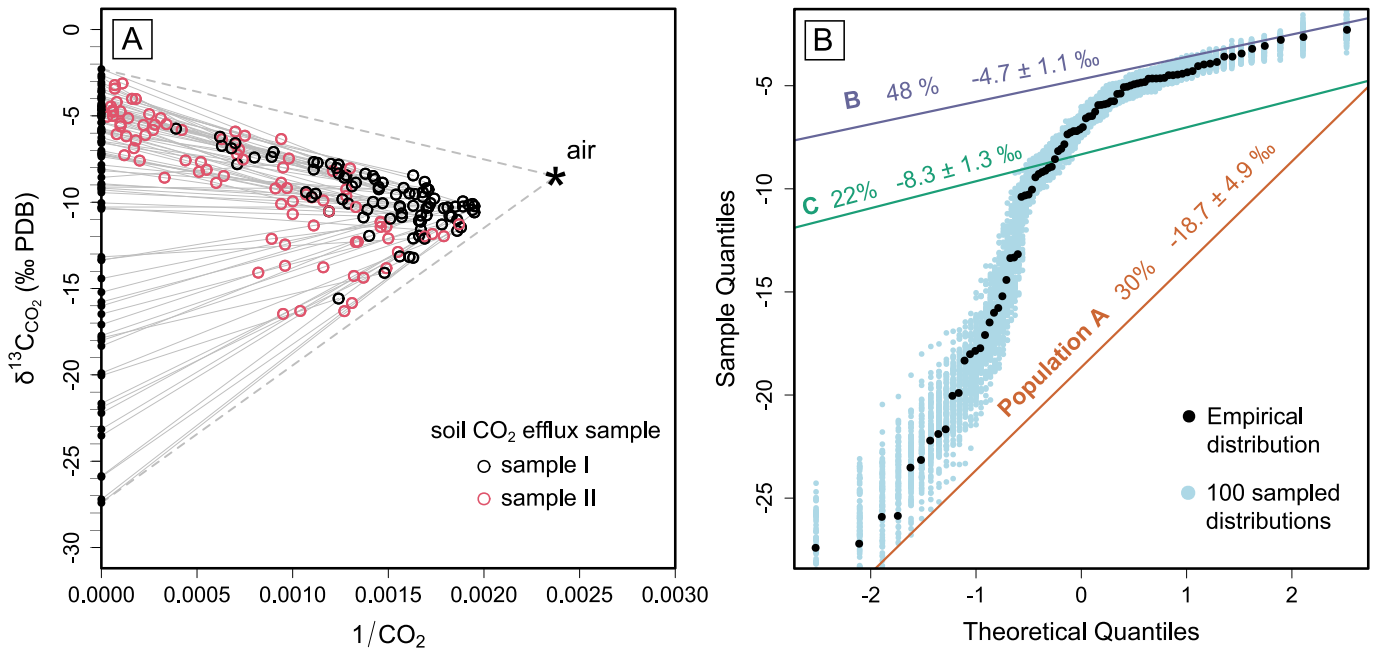 A
0
-5
-10
-15
-20
-25
-30
δ¹³C_CO₂ (‰ PDB)
air
*
soil CO₂ efflux sample
sample I
sample II
0.0000 0.0005 0.0010 0.0015 0.0020 0.0025 0.0030
1/CO₂
B
-5
-10
-15
-20
-25
Sample Quantiles
B 48 % -4.7 ± 1.1 ‰
C 22% -8.3 ± 1.3 ‰
Population A 30% -18.7 ± 4.9 ‰
Empirical
distribution
100 sampled
distributions
-2 -1 0 1 2
Theoretical Quantiles